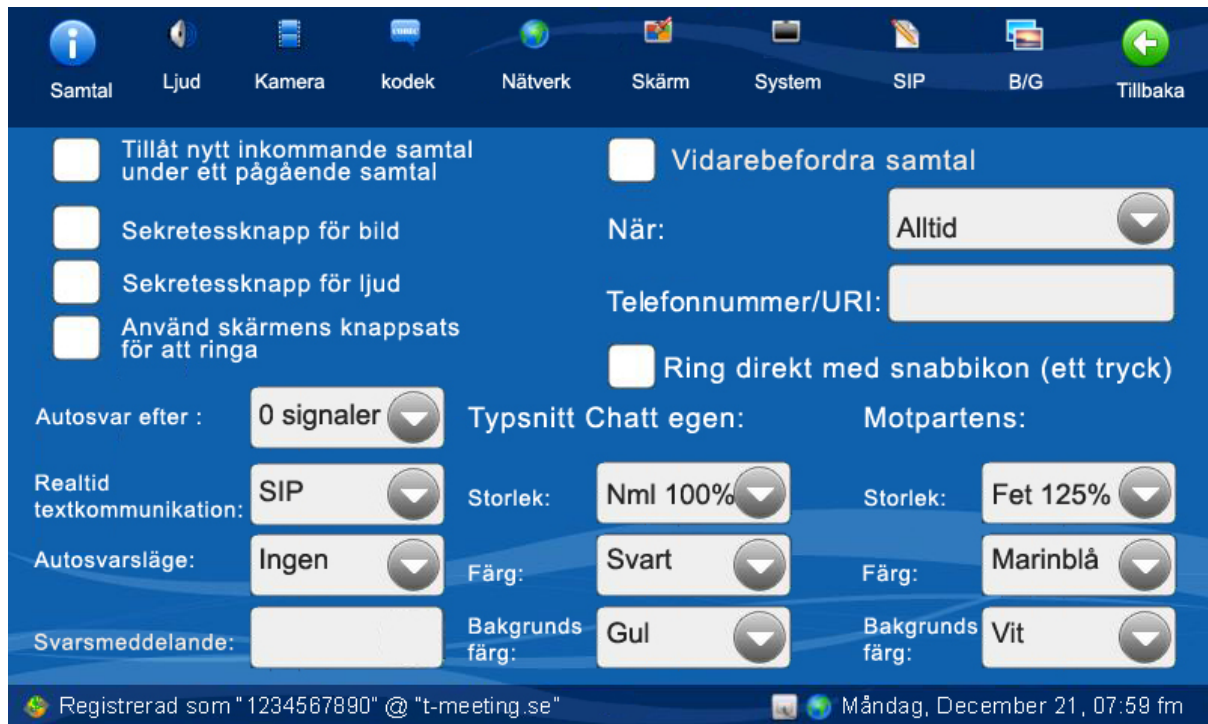 Samtal
Ljud
Kamera
CODEC
kodek
Nätverk
Skärm
System
SIP
B/G
Tillbaka
Tillåt nytt inkommande samtal
under ett pågående samtal
Sekretessknapp för bild
Sekretessknapp för ljud
Använd skärmens knappsats
för att ringa
Vidarebefordra samtal
När:
Alltid
Telefonnummer/URI:
Ring direkt med snabbikon (ett tryck)
Autosvar efter :
0 signaler
Realtid
textkommunikation:
SIP
Autosvarsläge:
Ingen
Svarsmeddelande:
Typsnitt Chatt egen:
Storlek:
Nml 100%
Färg:
Svart
Bakgrunds
färg:
Gul
Motpartens:
Storlek:
Fet 125%
Färg:
Marinblå
Bakgrunds
färg:
Vit
Registrerad som "1234567890" @ "t-meeting.se"
Måndag, December 21, 07:59 fm